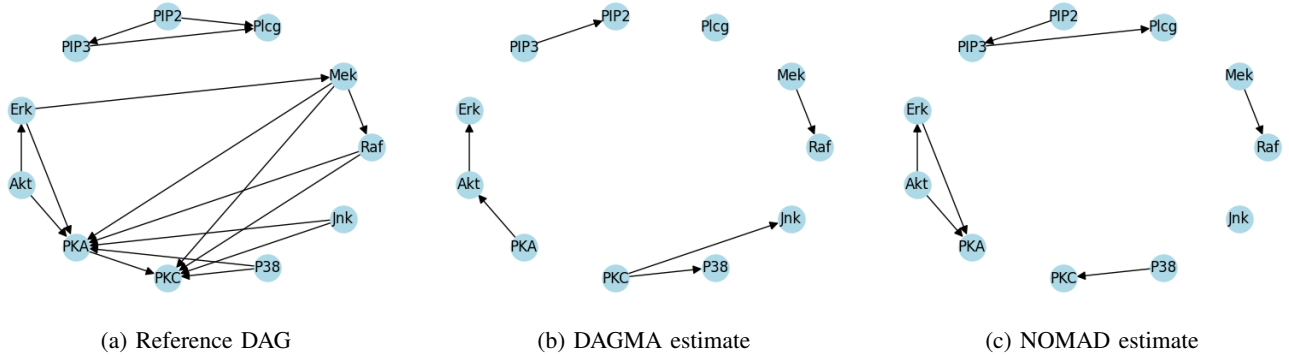 PIP2
Plcg
PIP3
Mek
Erk
Raf
Akt
Jnk
PKA
P38
PKC
(a) Reference DAG
PIP2
Plcg
PIP3
Mek
Erk
Raf
Akt
Jnk
PKA
P38
PKC
(b) DAGMA estimate
PIP2
Plcg
PIP3
Mek
Erk
Raf
Akt
Jnk
PKA
P38
PKC
(c) NOMAD estimate